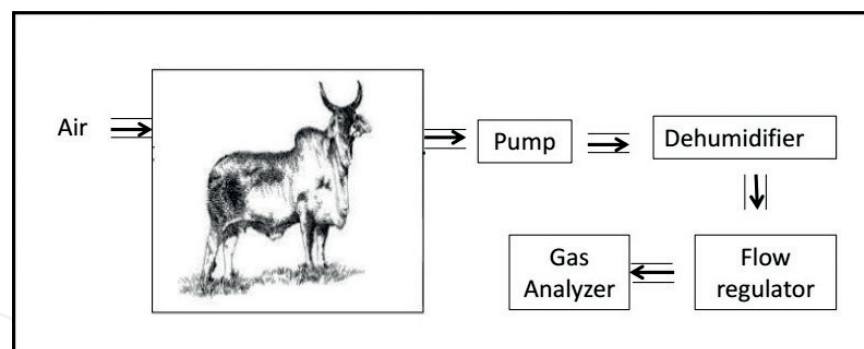 Air
Pump
Dehumidifier
Flow
regulator
Gas
Analyzer